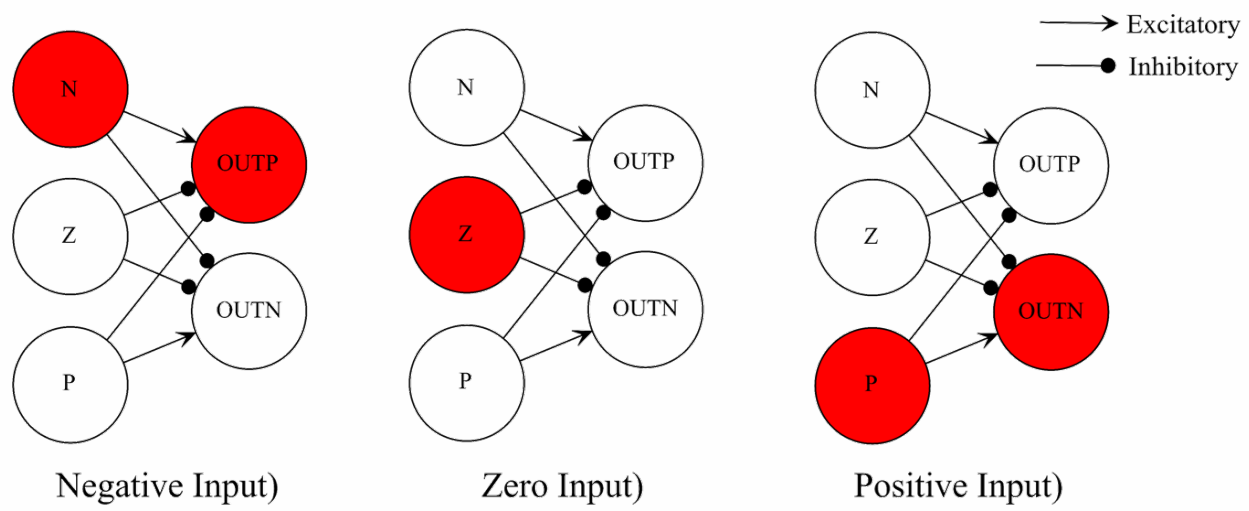 Excitatory
Inhibitory
N
OUTP
Z
OUTN
P
Negative Input)
N
OUTP
Z
OUTN
P
Zero Input)
N
OUTP
Z
OUTN
P
Positive Input)